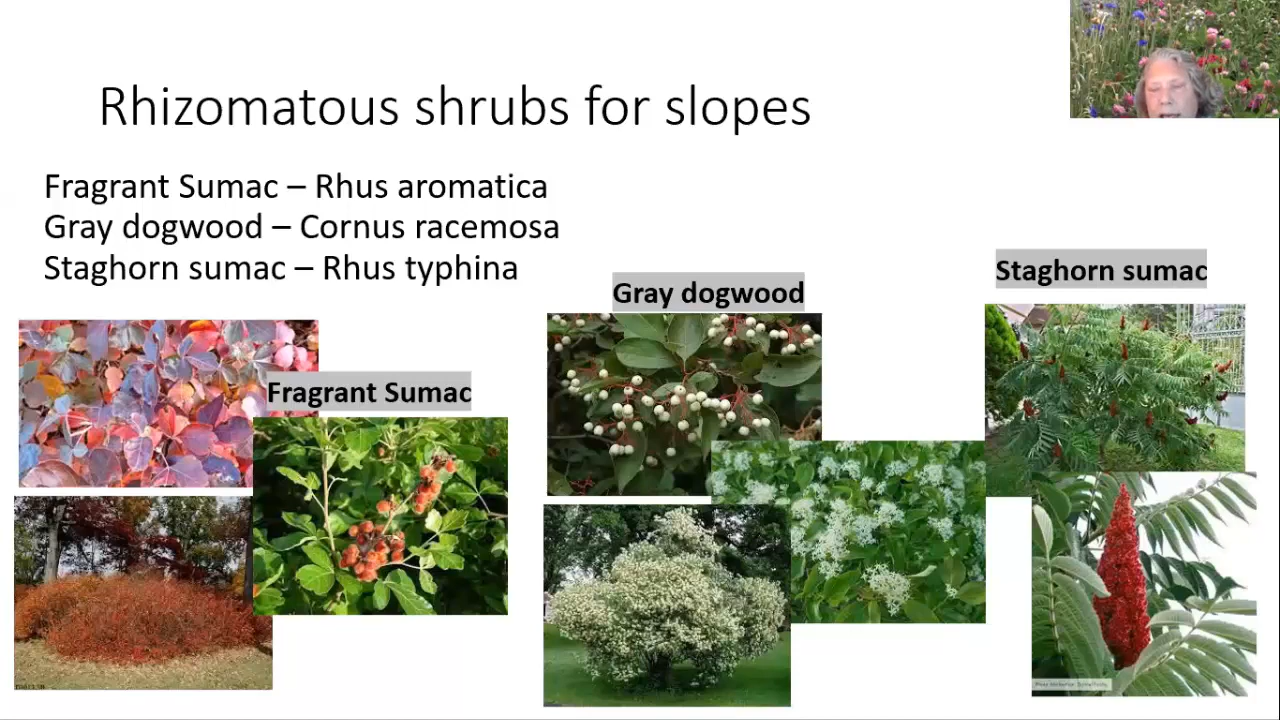 Rhizomatous shrubs for slopes
Fragrant Sumac – Rhus aromatica
Gray dogwood – Cornus racemosa
Staghorn sumac – Rhus typhina
Gray dogwood
Staghorn sumac
Fragrant Sumac